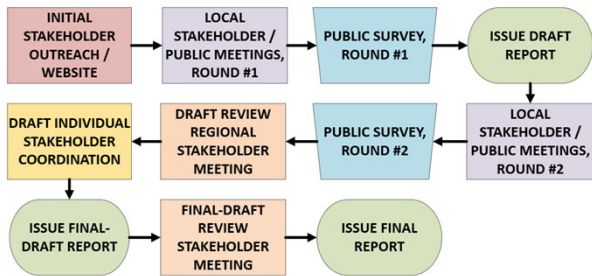 INITIAL
STAKEHOLDER
OUTREACH /
WEBSITE
LOCAL
STAKEHOLDER /
PUBLIC MEETINGS,
ROUND #1
PUBLIC SURVEY,
ROUND #1
ISSUE DRAFT
REPORT
LOCAL
STAKEHOLDER /
PUBLIC MEETINGS,
ROUND #2
PUBLIC SURVEY,
ROUND #2
DRAFT REVIEW
REGIONAL
STAKEHOLDER
MEETING
DRAFT INDIVIDUAL
STAKEHOLDER
COORDINATION
ISSUE FINAL-
DRAFT REPORT
FINAL-DRAFT
REVIEW
STAKEHOLDER
MEETING
ISSUE FINAL
REPORT